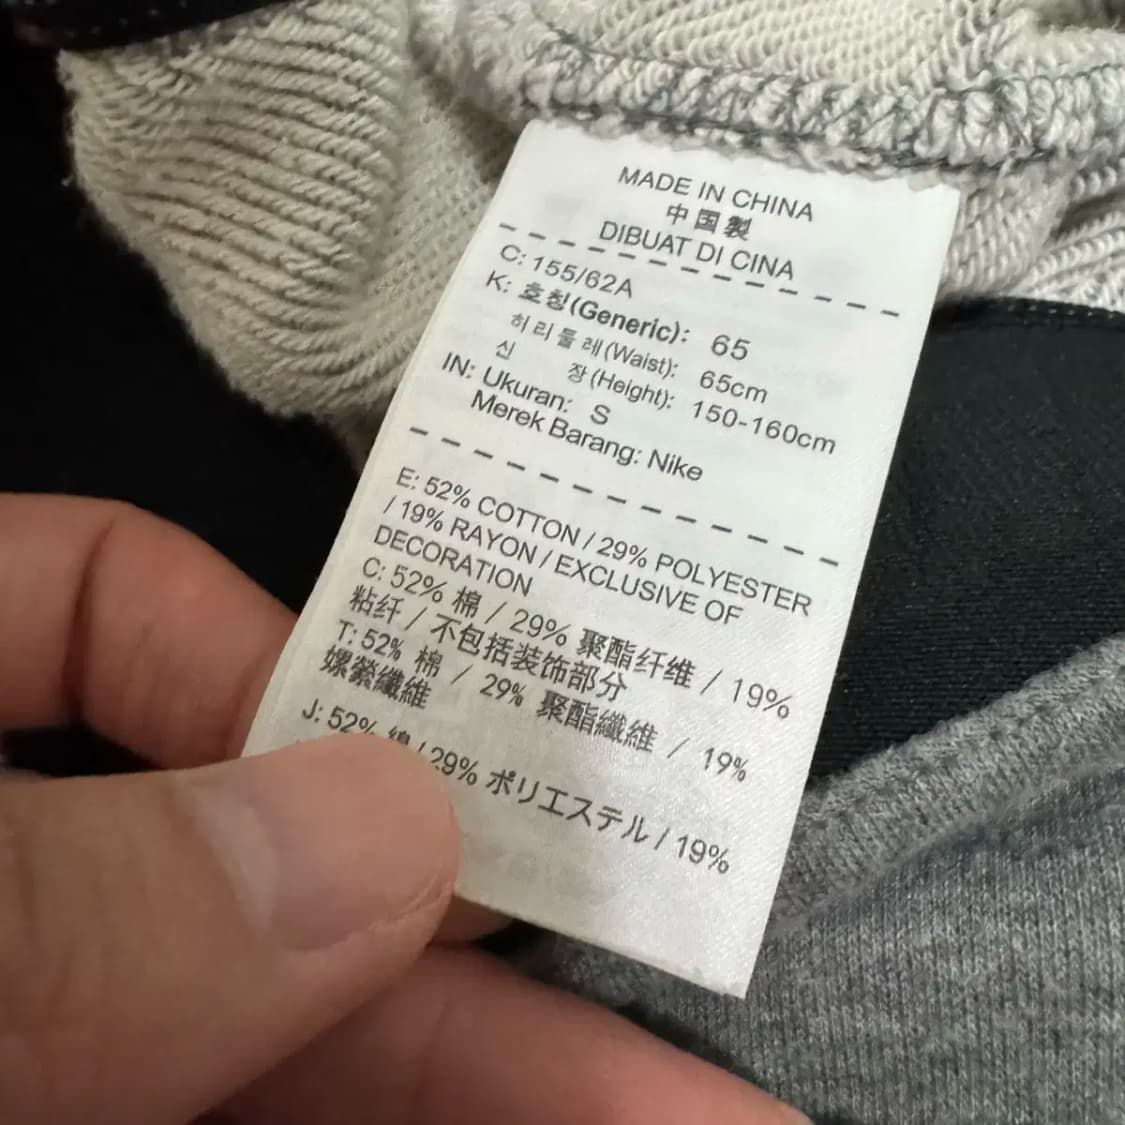 MADE IN CHINA
中国製
DIBUAT DI CINA
C: 155/62A
K: 호칭(Generic): 65
허리둘레(Waist): 65cm
신 장(Height): 150-160cm
IN: Ukuran: S
Merek Barang: Nike
E: 52% COTTON / 29% POLYESTER
/ 19% RAYON / EXCLUSIVE OF
DECORATION
C: 52% 棉 / 29% 聚酯纤维 / 19%
粘纤 / 不包括装饰部分
T: 52% 棉 / 29% 聚酯纖維 / 19%
嫘縈纖維
J: 52% 綿 / 29% ポリエステル / 19%